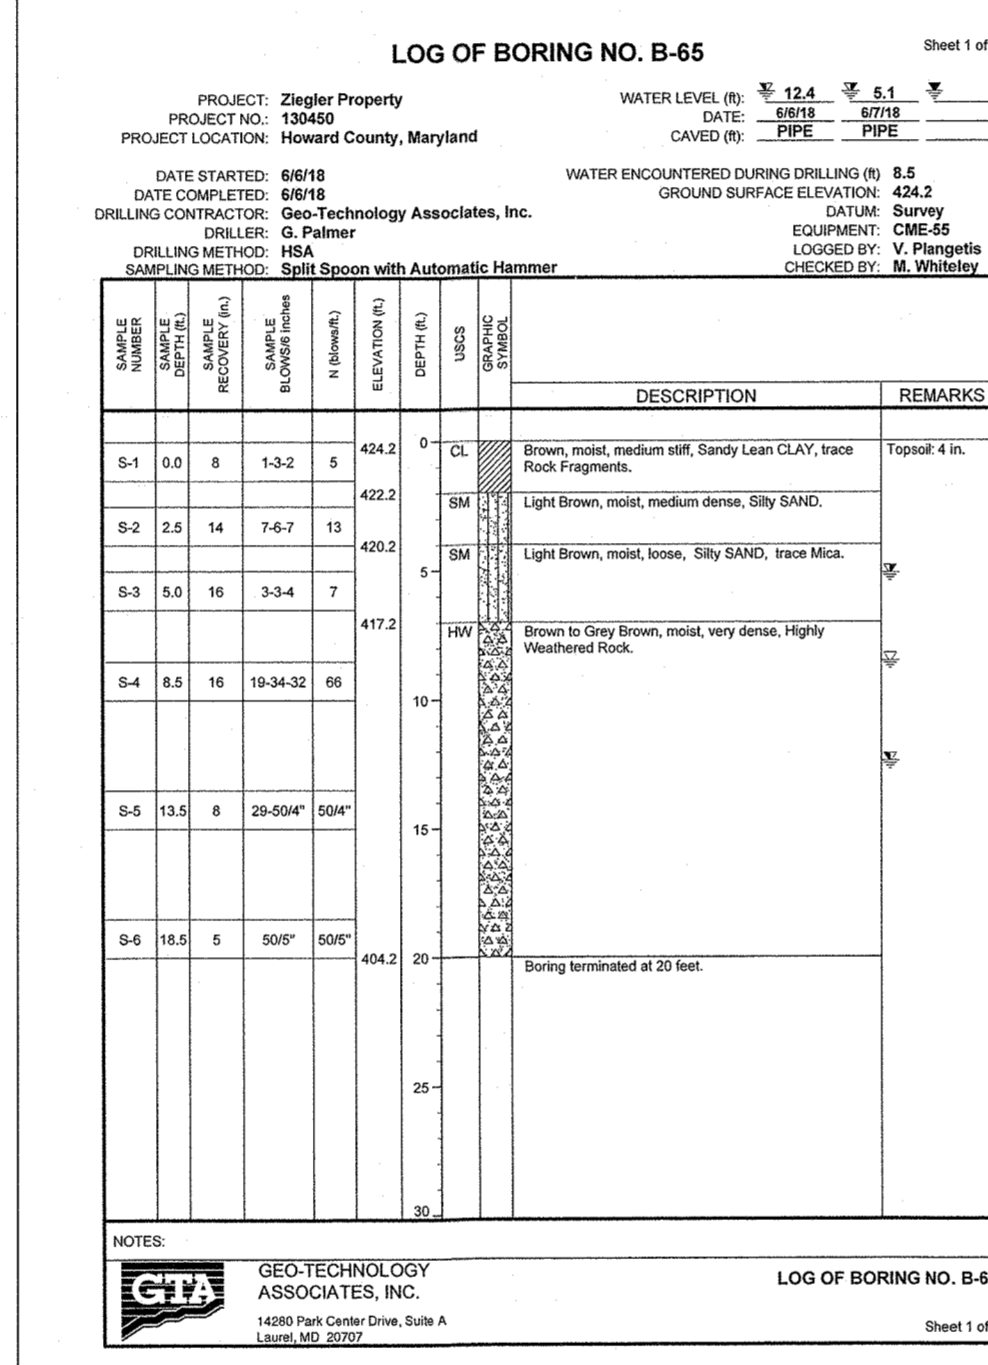 LOG OF BORING NO. B-65
Sheet 1 of
PROJECT: Ziegler Property
PROJECT NO.: 130450
PROJECT LOCATION: Howard County, Maryland
WATER LEVEL (ft): 12.4 5.1
DATE: 6/6/18 6/7/18
CAVED (ft): PIPE PIPE
DATE STARTED: 6/6/18
DATE COMPLETED: 6/6/18
DRILLING CONTRACTOR: Geo-Technology Associates, Inc.
DRILLER: G. Palmer
DRILLING METHOD: HSA
SAMPLING METHOD: Split Spoon with Automatic Hammer
WATER ENCOUNTERED DURING DRILLING (ft) 8.5
GROUND SURFACE ELEVATION: 424.2
DATUM: Survey
EQUIPMENT: CME-55
LOGGED BY: V. Plangetis
CHECKED BY: M. Whiteley
SAMPLE NUMBER
SAMPLE DEPTH (ft.)
SAMPLE RECOVERY (in.)
SAMPLE BLOWS/6 inches
N (blows/ft.)
ELEVATION (ft.)
DEPTH (ft.)
USCS
GRAPHIC SYMBOL
DESCRIPTION
REMARKS
S-1 0.0 8 1-3-2 5
424.2 0 CL Brown, moist, medium stiff, Sandy Lean CLAY, trace
Rock Fragments.
Topsoil: 4 in.
422.2 SM Light Brown, moist, medium dense, Silty SAND.
S-2 2.5 14 7-6-7 13
420.2 SM Light Brown, moist, loose, Silty SAND, trace Mica.
5
S-3 5.0 16 3-3-4 7
417.2 HW Brown to Grey Brown, moist, very dense, Highly
Weathered Rock.
S-4 8.5 16 19-34-32 66
10
S-5 13.5 8 29-50/4" 50/4"
15
S-6 18.5 5 50/5" 50/5"
404.2 20 Boring terminated at 20 feet.
25
30
NOTES:
GTA
GEO-TECHNOLOGY
ASSOCIATES, INC.
14280 Park Center Drive, Suite A
Laurel, MD 20707
LOG OF BORING NO. B-6
Sheet 1 of